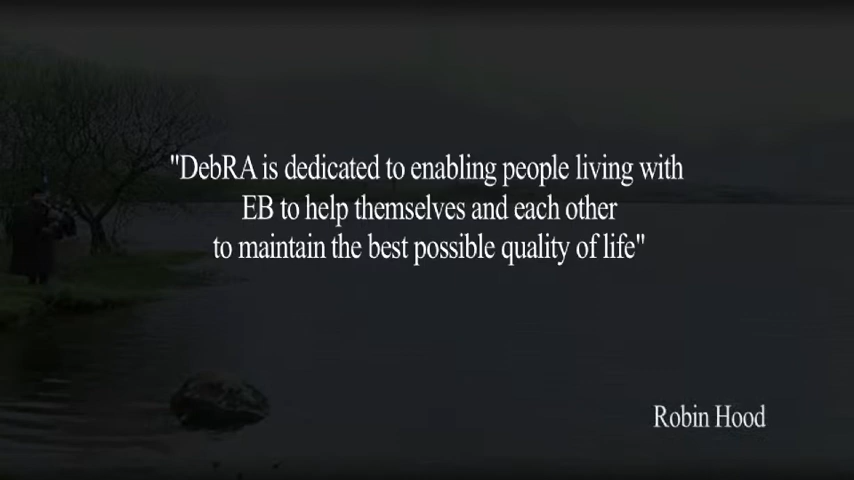 "DebRA is dedicated to enabling people living with
EB to help themselves and each other
to maintain the best possible quality of life"
Robin Hood